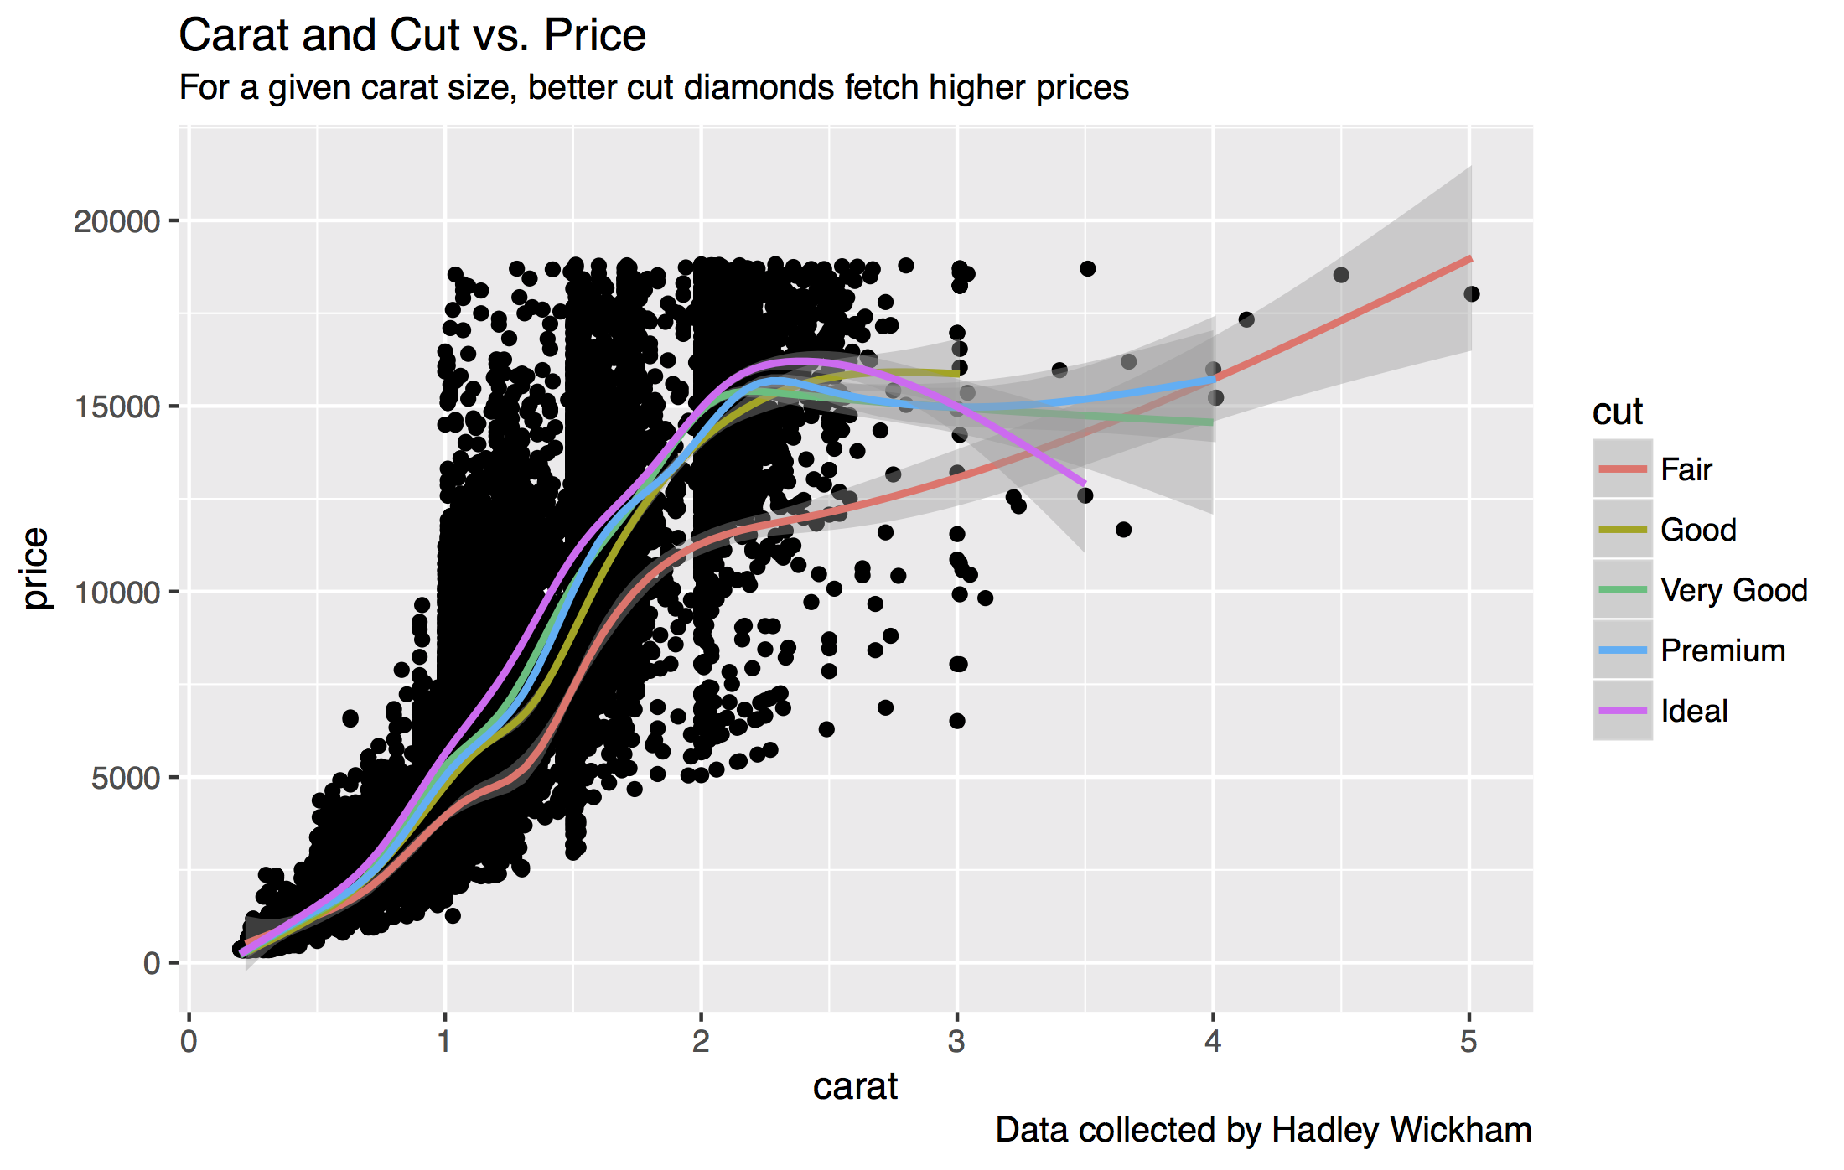 Carat and Cut vs. Price
For a given carat size, better cut diamonds fetch higher prices
price
20000
15000
10000
5000
0
0 1 2 3 4 5
carat
cut
Fair
Good
Very Good
Premium
Ideal
Data collected by Hadley Wickham